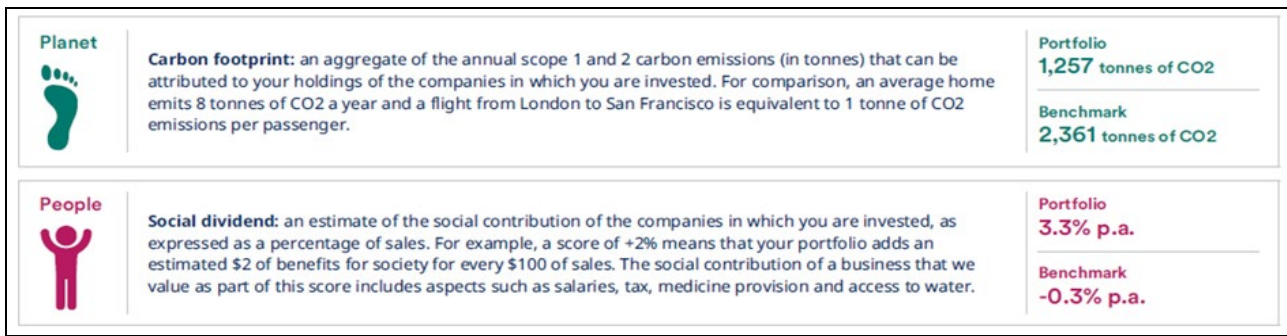 Planet
Carbon footprint: an aggregate of the annual scope 1 and 2 carbon emissions (in tonnes) that can be
attributed to your holdings of the companies in which you are invested. For comparison, an average home
emits 8 tonnes of CO2 a year and a flight from London to San Francisco is equivalent to 1 tonne of CO2
emissions per passenger.
Portfolio
1,257 tonnes of CO2
Benchmark
2,361 tonnes of CO2
People
Social dividend: an estimate of the social contribution of the companies in which you are invested, as
expressed as a percentage of sales. For example, a score of +2% means that your portfolio adds an
estimated $2 of benefits for society for every $100 of sales. The social contribution of a business that we
value as part of this score includes aspects such as salaries, tax, medicine provision and access to water.
Portfolio
3.3% p.a.
Benchmark
-0.3% p.a.